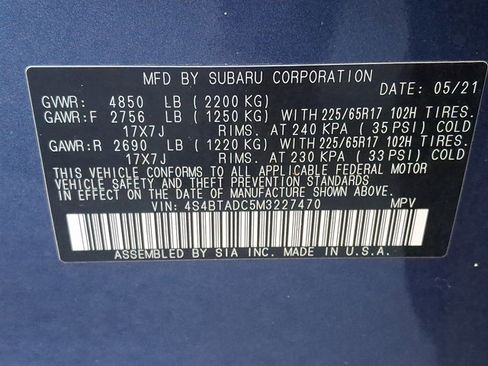 MFD BY SUBARU CORPORATION
DATE: 05/21
GVWR: 4850 LB (2200 KG)
GAWR:F 2756 LB (1250 KG) WITH 225/65R17 102H TIRES.
17X7J RIMS. AT 240 KPA (35 PSI) COLD
GAWR:R 2690 LB (1220 KG) WITH 225/65R17 102H TIRES.
17X7J RIMS. AT 230 KPA (33 PSI) COLD
THIS VEHICLE CONFORMS TO ALL APPLICABLE FEDERAL MOTOR
VEHICLE SAFETY AND THEFT PREVENTION STANDARDS
IN EFFECT ON THE DATE OF MANUFACTURE SHOWN ABOVE.
VIN: 4S4BTADC5M3227470 MPV
ASSEMBLED BY SIA INC. MADE IN U.S.A.